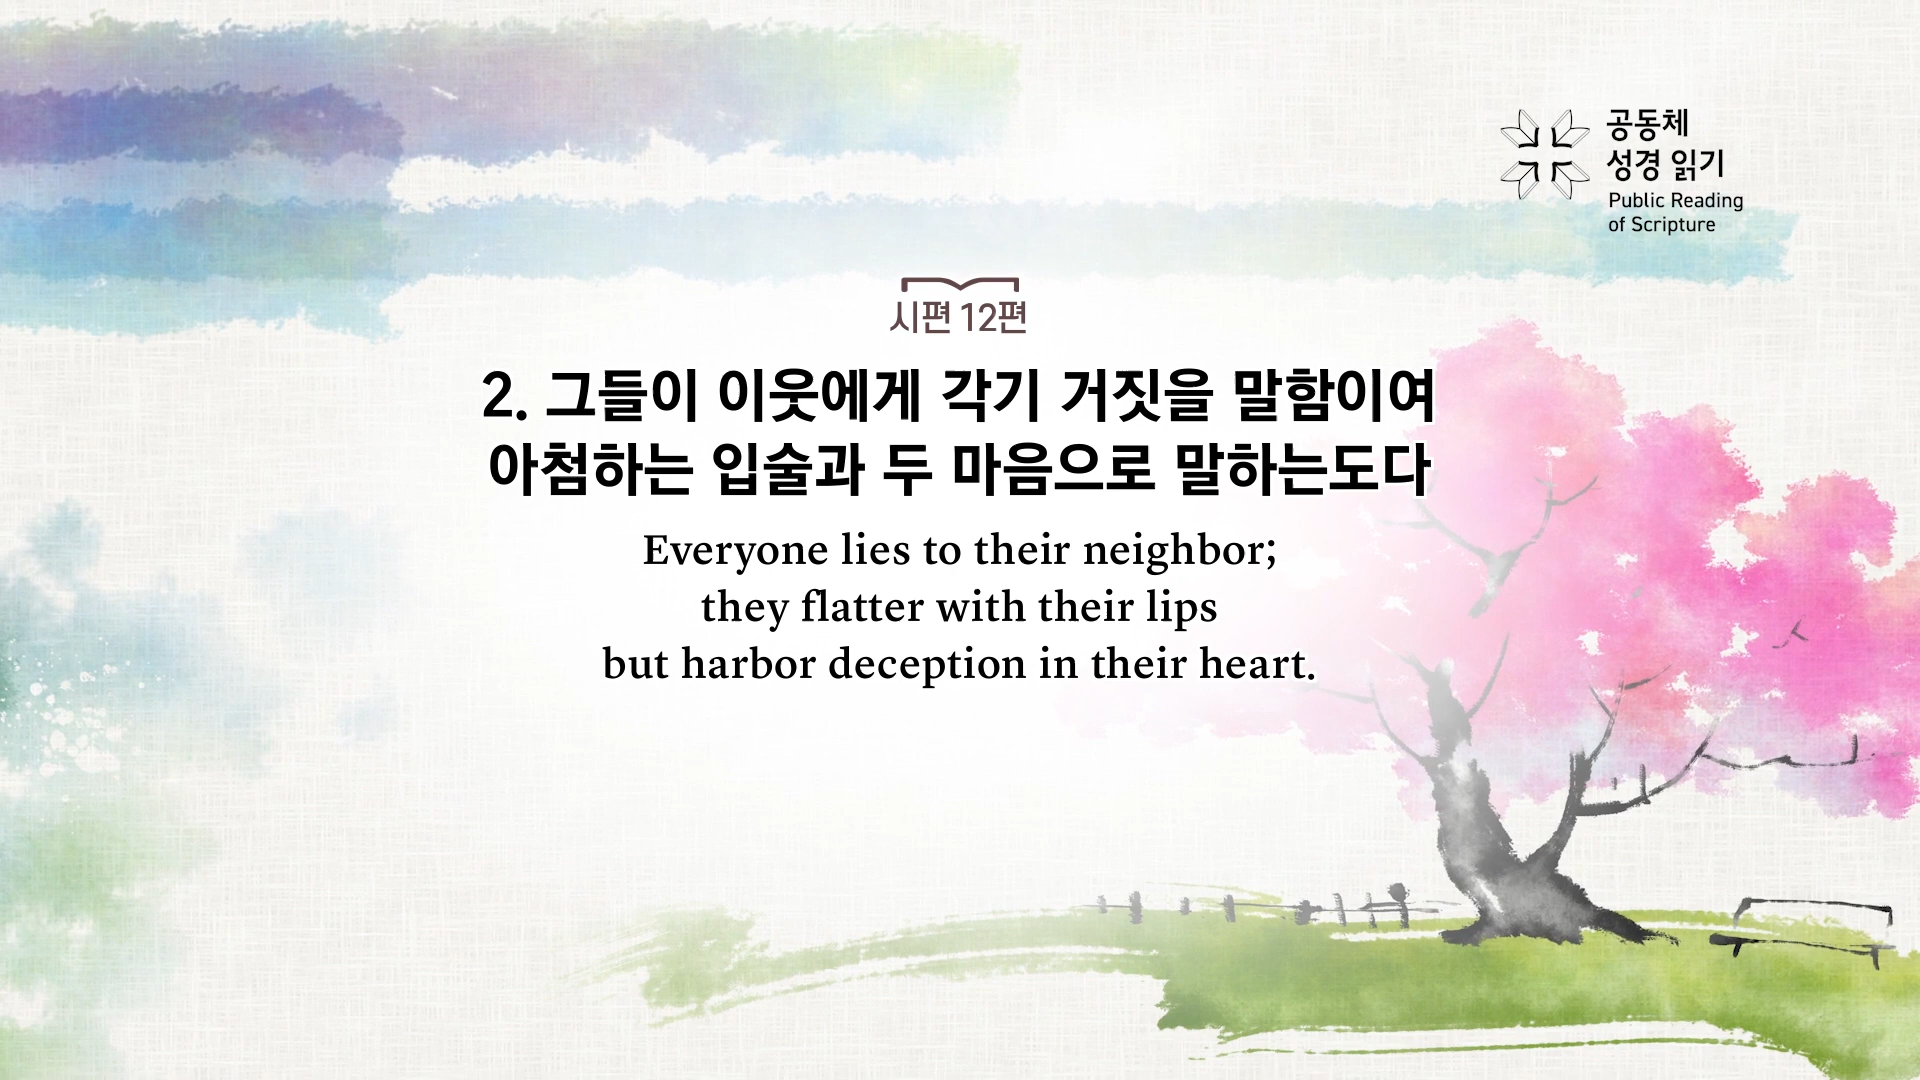 공동체
성경 읽기
Public Reading
of Scripture
시편 12편
2. 그들이 이웃에게 각기 거짓을 말함이여
아첨하는 입술과 두 마음으로 말하는도다
Everyone lies to their neighbor;
they flatter with their lips
but harbor deception in their heart.